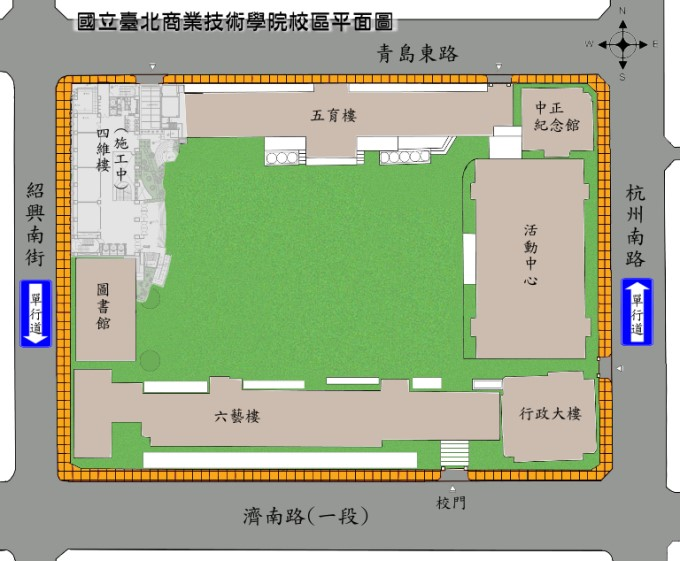 國立臺北商業技術學院校區平面圖
N
W
E
S
青島東路
五育樓
中正
紀念館
四維樓
(施工中)
紹興南街
杭州南路
活動中心
圖書館
單行道
單行道
六藝樓
行政大樓
校門
濟南路(一段)